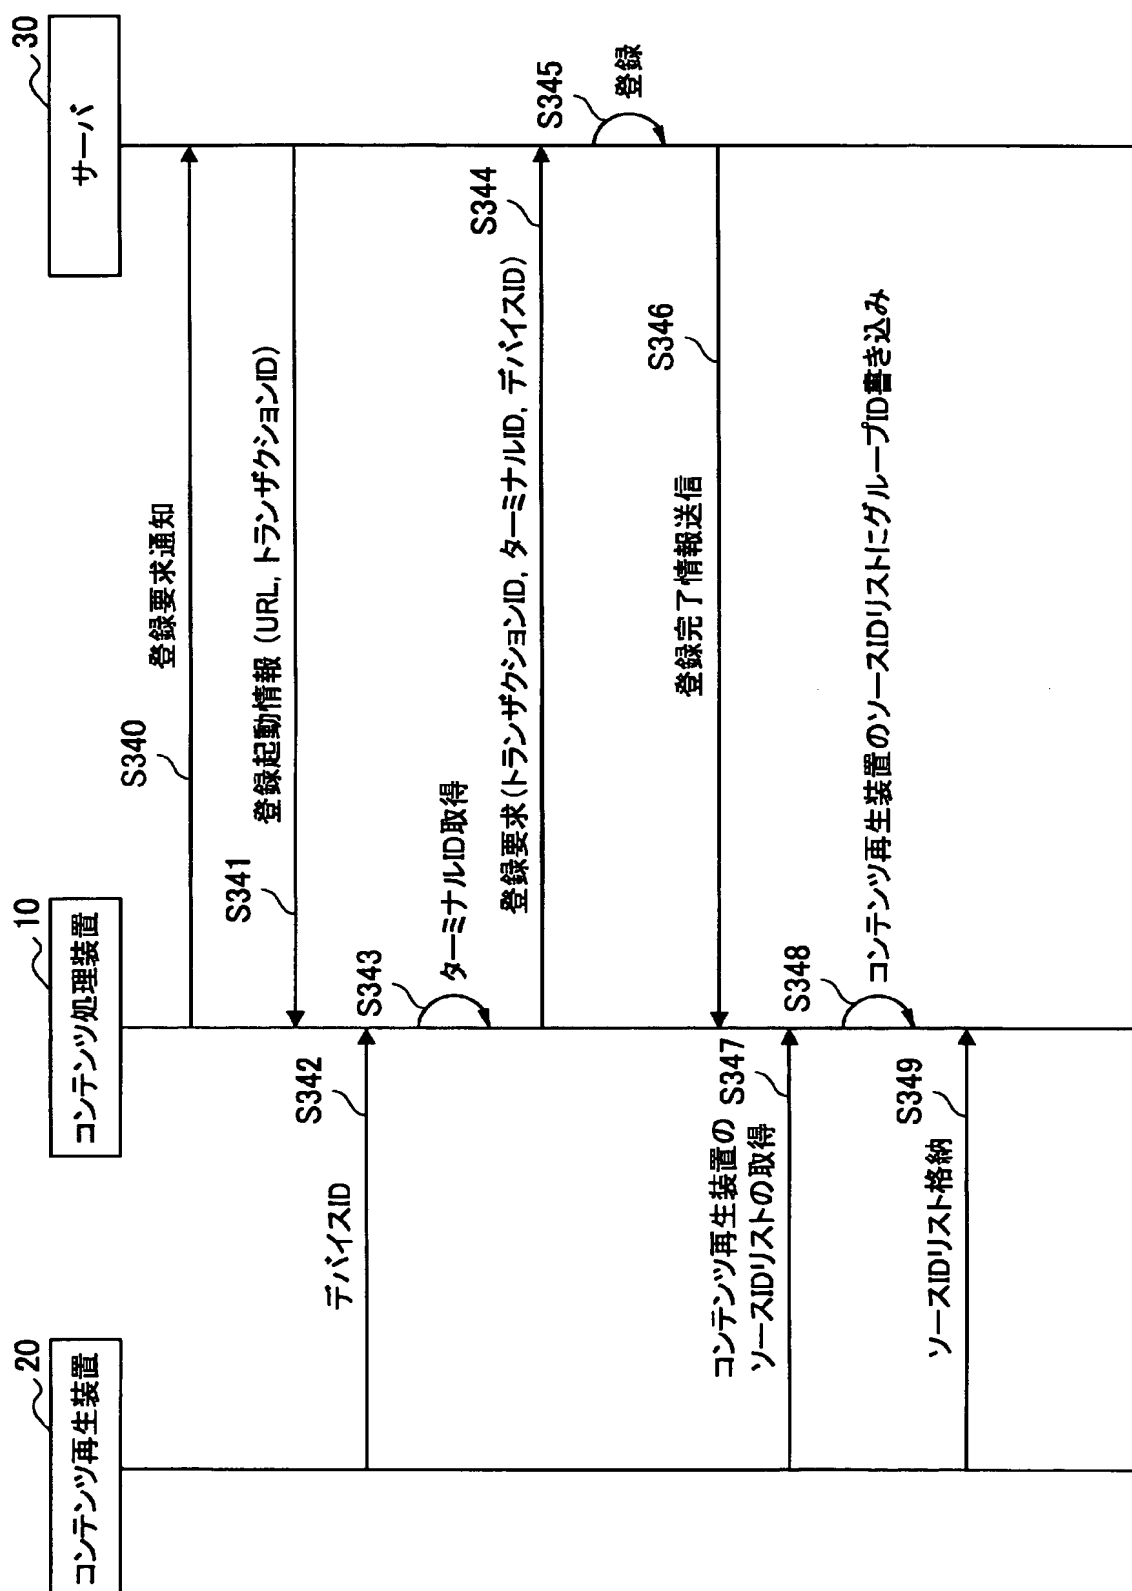 20
コンテンツ再生装置
10
コンテンツ処理装置
30
サーバ
S340
登録要求通知
S341
登録起動情報 (URL, トランザクションID)
S342
デバイスID
S343
ターミナルID取得
登録要求(トランザクションID, ターミナルID, デバイスID)
S344
S345
登録
登録完了情報送信
S346
コンテンツ再生装置の
ソースIDリストの取得
S347
S348
コンテンツ再生装置のソースIDリストにグループID書き込み
ソースIDリスト格納
S349